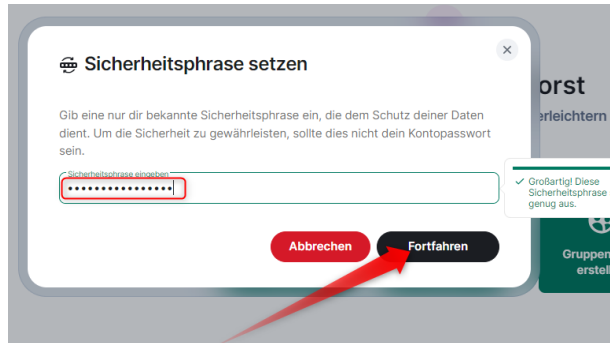 Sicherheitsphrase setzen
orst
erleichtern
Gib eine nur dir bekannte Sicherheitsphrase ein, die dem Schutz deiner Daten
dient. Um die Sicherheit zu gewährleisten, sollte dies nicht dein Kontopasswort
sein.
Sicherheitsphrase eingeben
••••••••••••••••
Großartig! Diese
Sicherheitsphrase
genug aus.
Abbrechen
Fortfahren
Gruppen
erstel